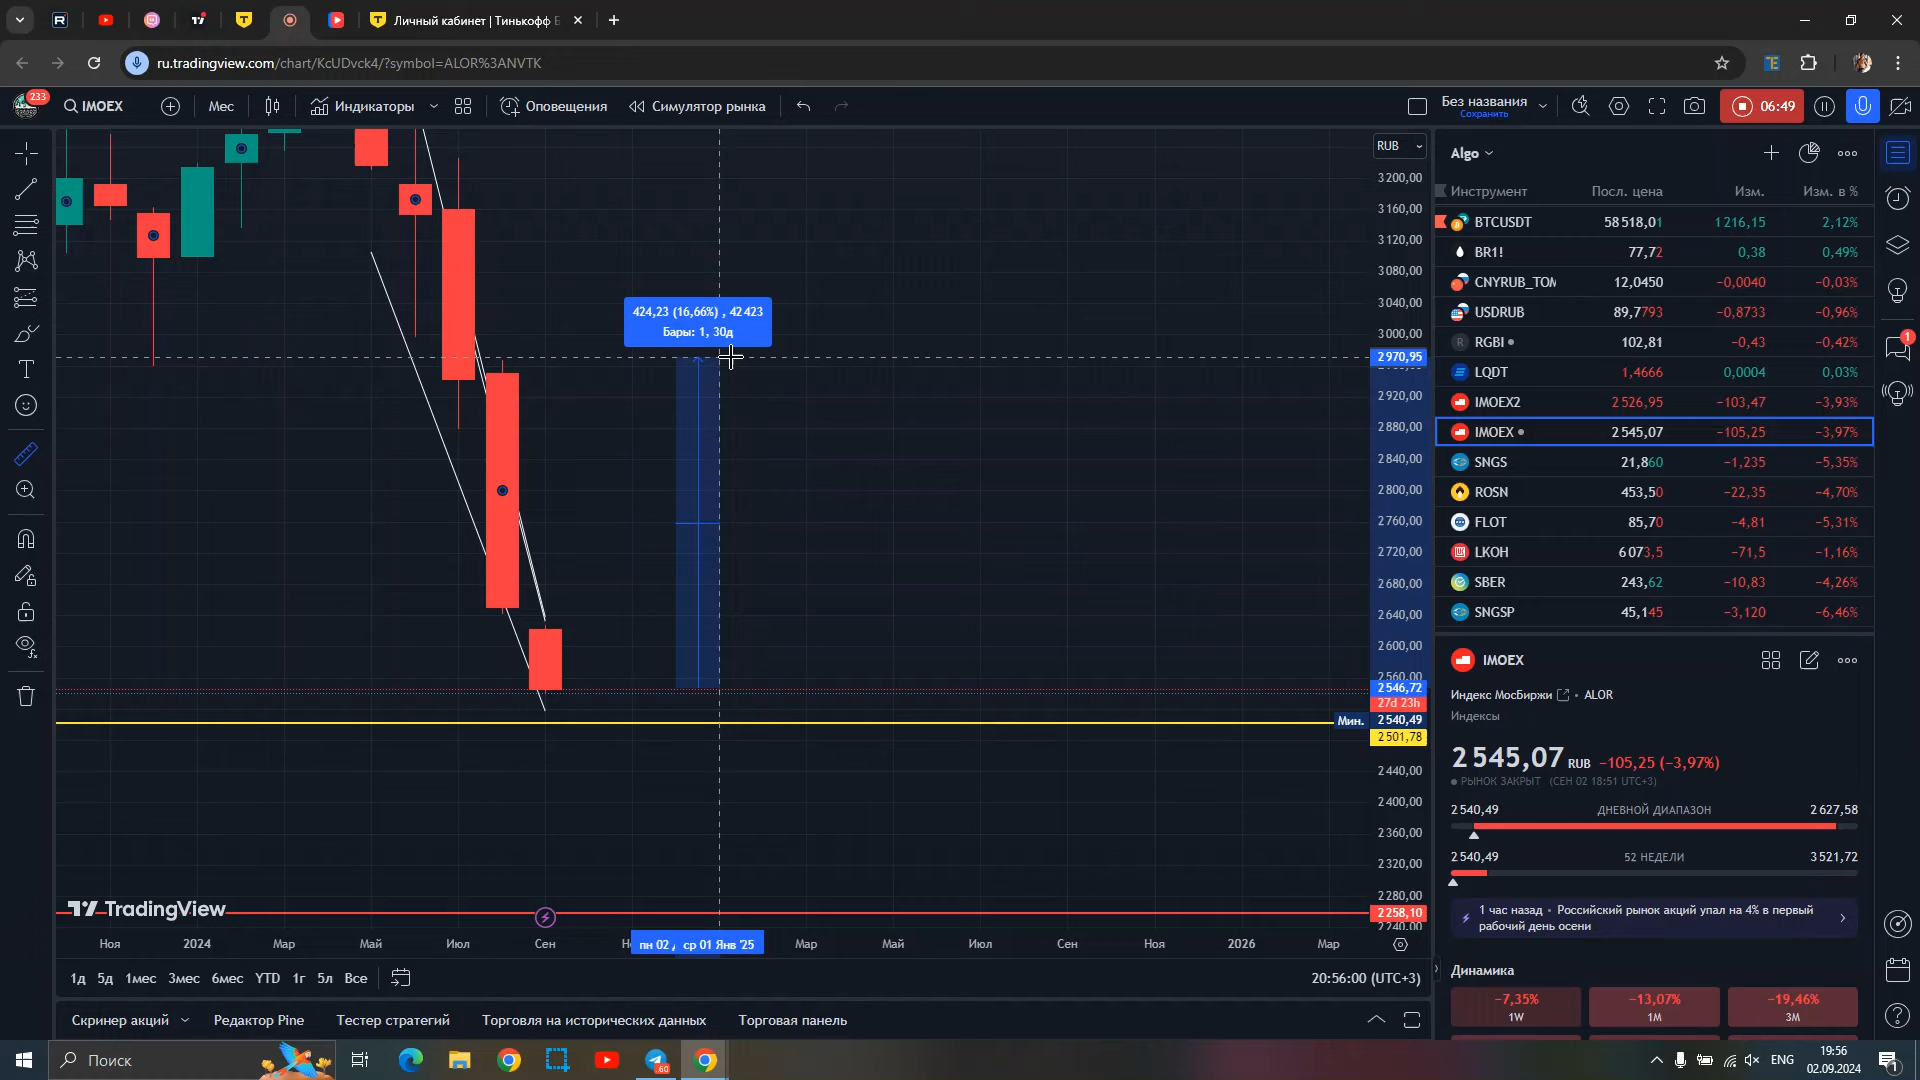 Личный кабинет | Тинькофф
ru.tradingview.com/chart/KcUDvck4/?symbol=ALOR%3ANVTK
233
IMOEX
Мес
Индикаторы
Оповещения
Симулятор рынка
Без названия
Сохранить
06:49
RUB
3 200,00
3 160,00
3 120,00
3 080,00
3 040,00
3 000,00
2 970,95
2 920,00
2 880,00
2 840,00
2 800,00
2 760,00
2 720,00
2 680,00
2 640,00
2 600,00
2 560,00
2 546,72
27d 23h
Мин. 2 540,49
2 501,78
2 440,00
2 400,00
2 360,00
2 320,00
2 280,00
2 258,10
2 240,00
424,23 (16,66%) , 42 423
Бары: 1, 30д
TradingView
Ноя 2024 Мар Май Июл Сен пн 02 ср 01 Янв '25 Мар Май Июл Сен Ноя 2026 Мар
1д 5д 1мес 3мес 6мес YTD 1г 5л Все
20:56:00 (UTC+3)
Скринер акций Редактор Pine Тестер стратегий Торговля на исторических данных Торговая панель
Algo
Инструмент Посл. цена Изм. Изм. в %
BTCUSDT 58 518,01 1 216,15 2,12%
BR1! 77,72 0,38 0,49%
CNYRUB_TOM 12,0450 −0,0040 −0,03%
USDRUB 89,7793 −0,8733 −0,96%
RGBI 102,81 −0,43 −0,42%
LQDT 1,4666 0,0004 0,03%
IMOEX2 2 526,95 −103,47 −3,93%
IMOEX 2 545,07 −105,25 −3,97%
SNGS 21,860 −1,235 −5,35%
ROSN 453,50 −22,35 −4,70%
FLOT 85,70 −4,81 −5,31%
LKOH 6 073,5 −71,5 −1,16%
SBER 243,62 −10,83 −4,26%
SNGSP 45,145 −3,120 −6,46%
IMOEX
Индекс МосБиржи • ALOR
Индексы
2 545,07 RUB −105,25 (−3,97%)
РЫНОК ЗАКРЫТ (СЕН 02 18:51 UTC+3)
2 540,49 ДНЕВНОЙ ДИАПАЗОН 2 627,58
2 540,49 52 НЕДЕЛИ 3 521,72
1 час назад • Российский рынок акций упал на 4% в первый
рабочий день осени
Динамика
−7,35% −13,07% −19,46%
1W 1M 3M
1
Поиск
60
ENG
19:56
02.09.2024
1